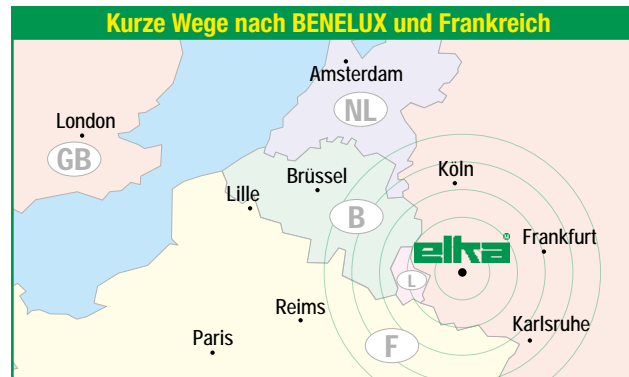 Kurze Wege nach BENELUX und Frankreich
Amsterdam
NL
London
GB
Köln
Brüssel
Lille
B
elka
Frankfurt
L
Reims
Karlsruhe
Paris
F